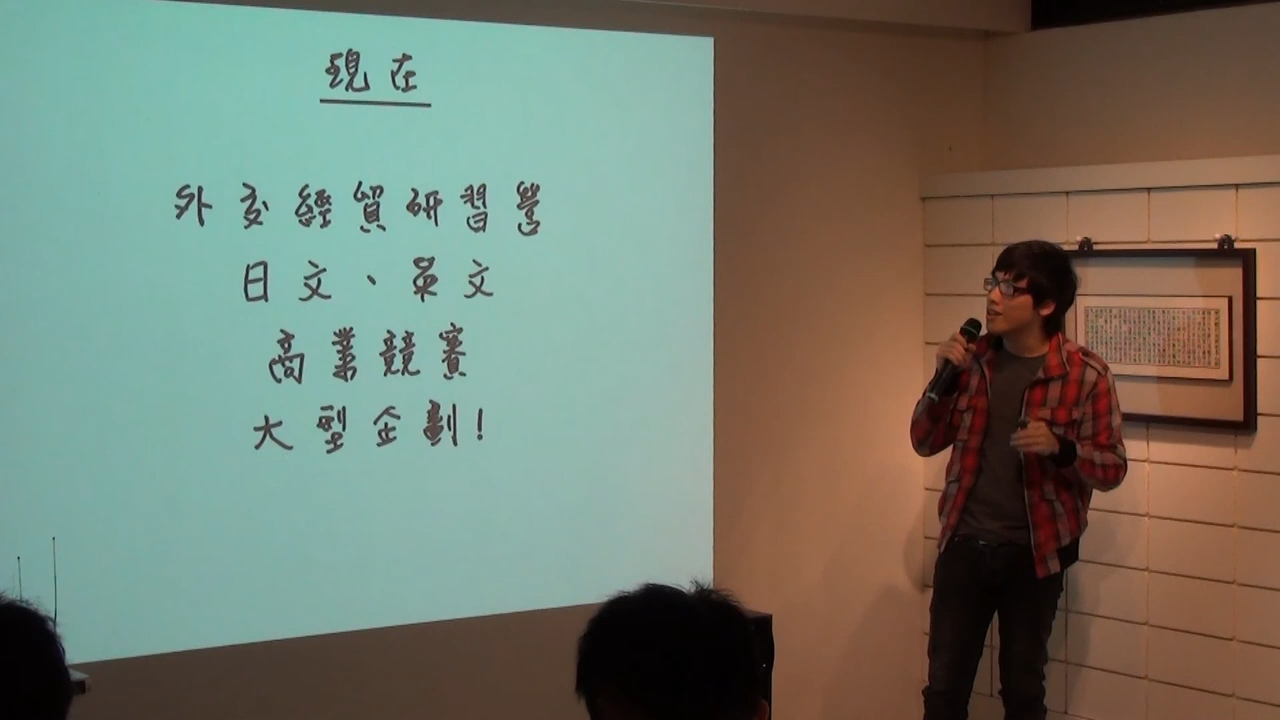 現在
外交經貿研習營
日文、英文
商業競賽
大型企劃!